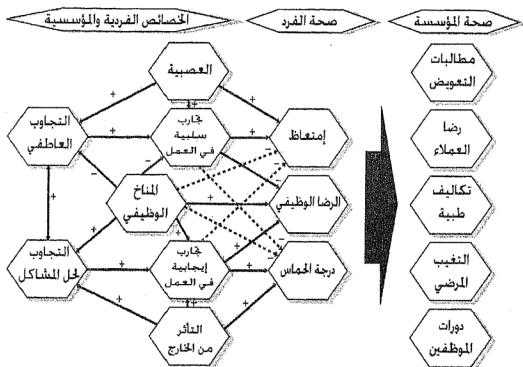 الخصائص الفردية والمؤسسية
صحة الفرد
صحة المؤسسة
العصبية
التجاوب
العاطفي
تجارب
سلبية
في العمل
إمتعاظ
المناخ
الوظيفي
الرضا الوظيفي
التجاوب
لحل المشاكل
تجارب
إيجابية
في العمل
درجة الحماس
التأثر
من الخارج
مطالبات
التعويض
رضا
العملاء
تكاليف
طبية
التغيب
المرضي
دورات
الموظفين